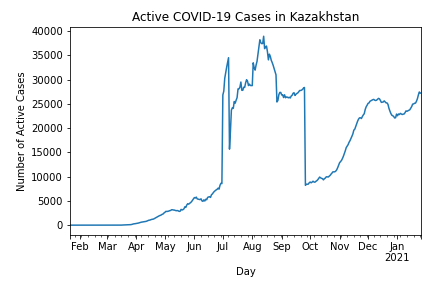 Active COVID-19 Cases in Kazakhstan
Number of Active Cases
40000
35000
30000
25000
20000
15000
10000
5000
0
Feb Mar Apr May Jun Jul Aug Sep Oct Nov Dec Jan
2021
Day